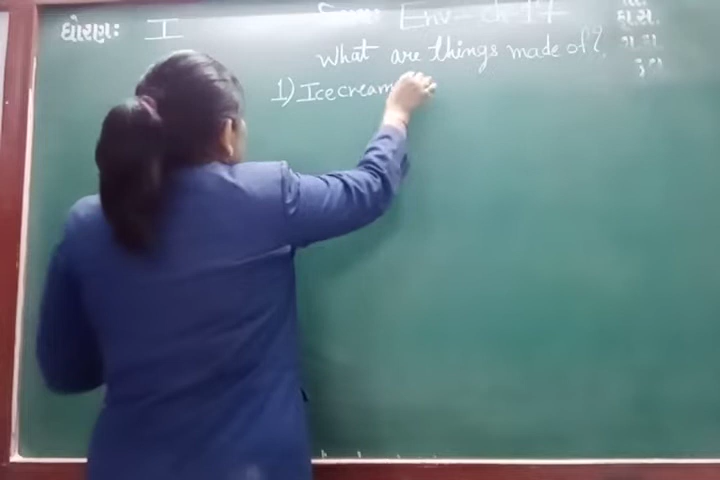 ધોરણ: I
Env - ch 17
What are things made of?
1) Icecream